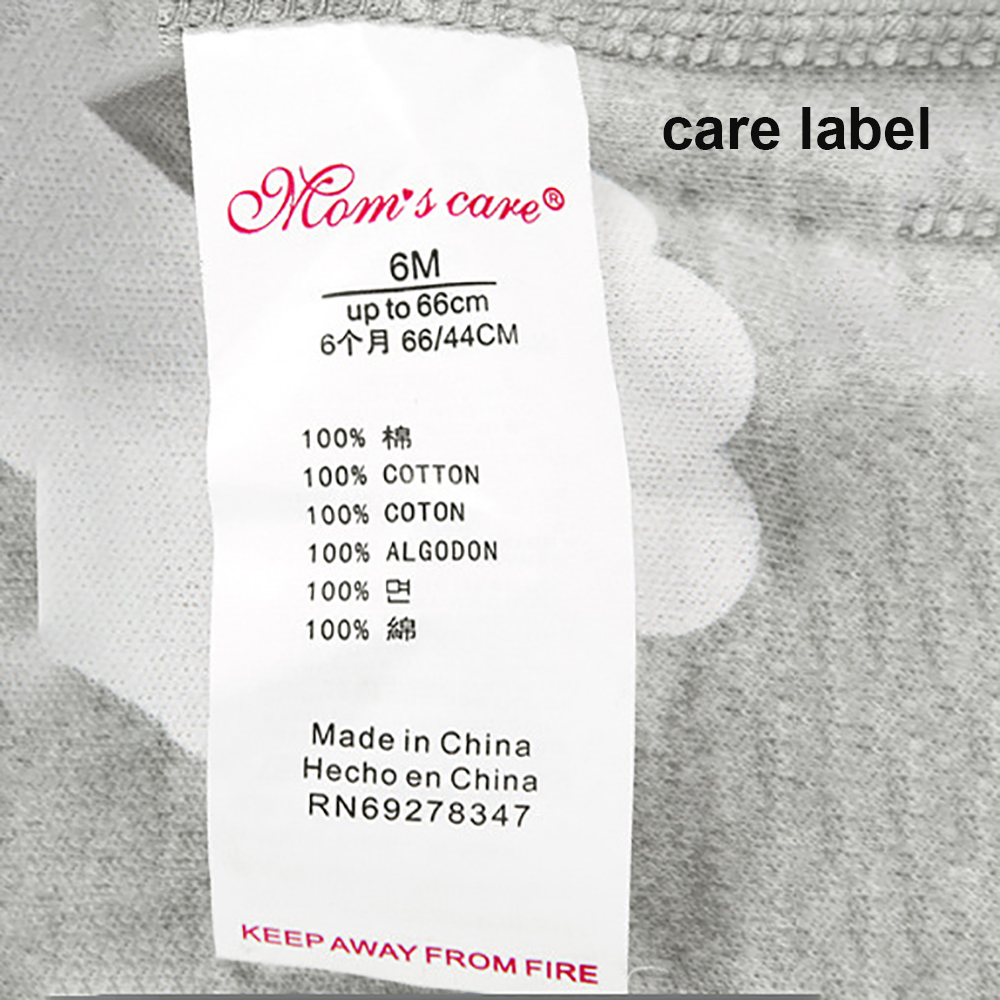 care label
Mom's care®
6M
up to 66cm
6个月 66/44CM
100% 棉
100% COTTON
100% COTON
100% ALGODON
100% 면
100% 綿
Made in China
Hecho en China
RN69278347
KEEP AWAY FROM FIRE